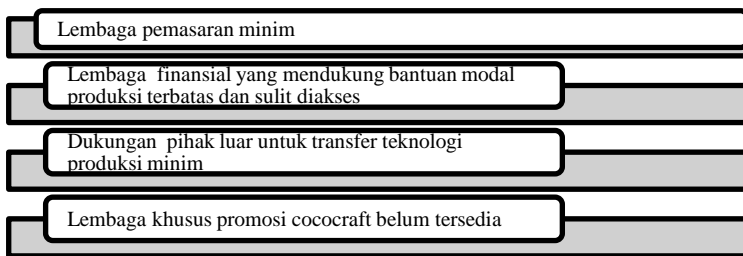 Lembaga pemasaran minim
Lembaga  finansial yang mendukung bantuan modal
produksi terbatas dan sulit diakses
Dukungan  pihak luar untuk transfer teknologi
produksi minim
Lembaga khusus promosi cococraft belum tersedia